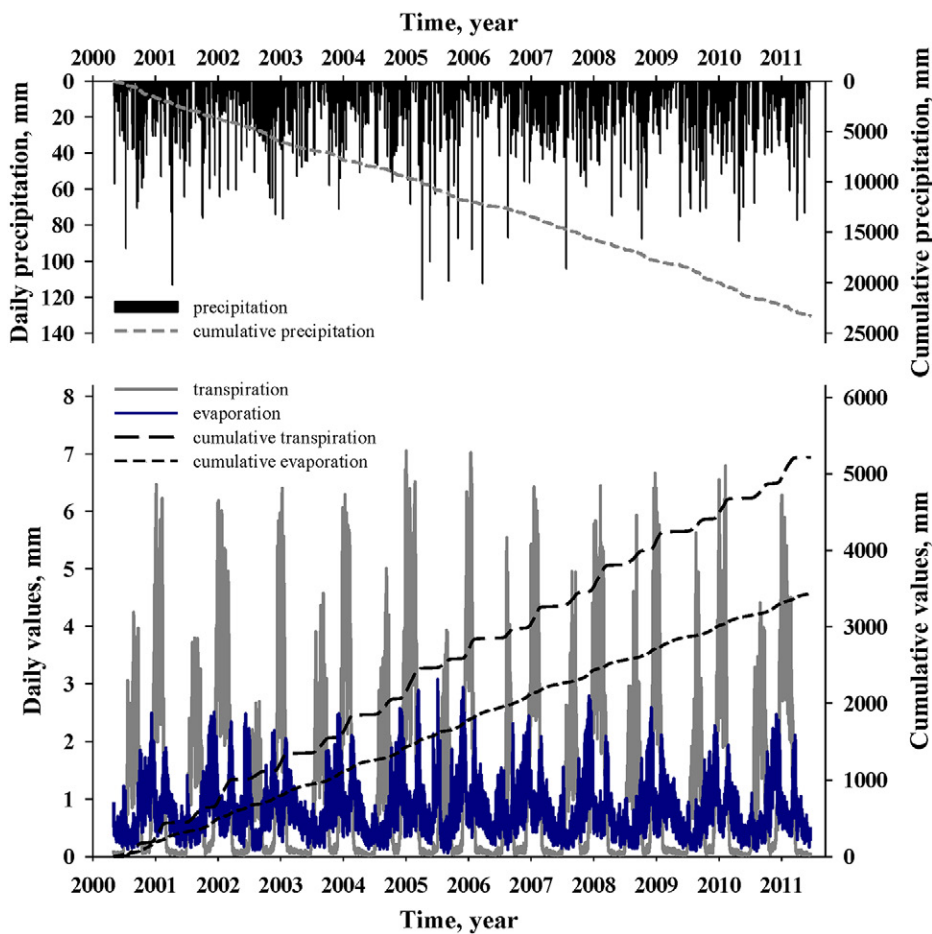 Time, year
2000 2001 2002 2003 2004 2005 2006 2007 2008 2009 2010 2011
Daily precipitation, mm
0
20
40
60
80
100
120
140
Cumulative precipitation, mm
0
5000
10000
15000
20000
25000
precipitation
cumulative precipitation
transpiration
evaporation
cumulative transpiration
cumulative evaporation
Daily values, mm
8
7
6
5
4
3
2
1
0
Cumulative values, mm
6000
5000
4000
3000
2000
1000
0
2000 2001 2002 2003 2004 2005 2006 2007 2008 2009 2010 2011
Time, year